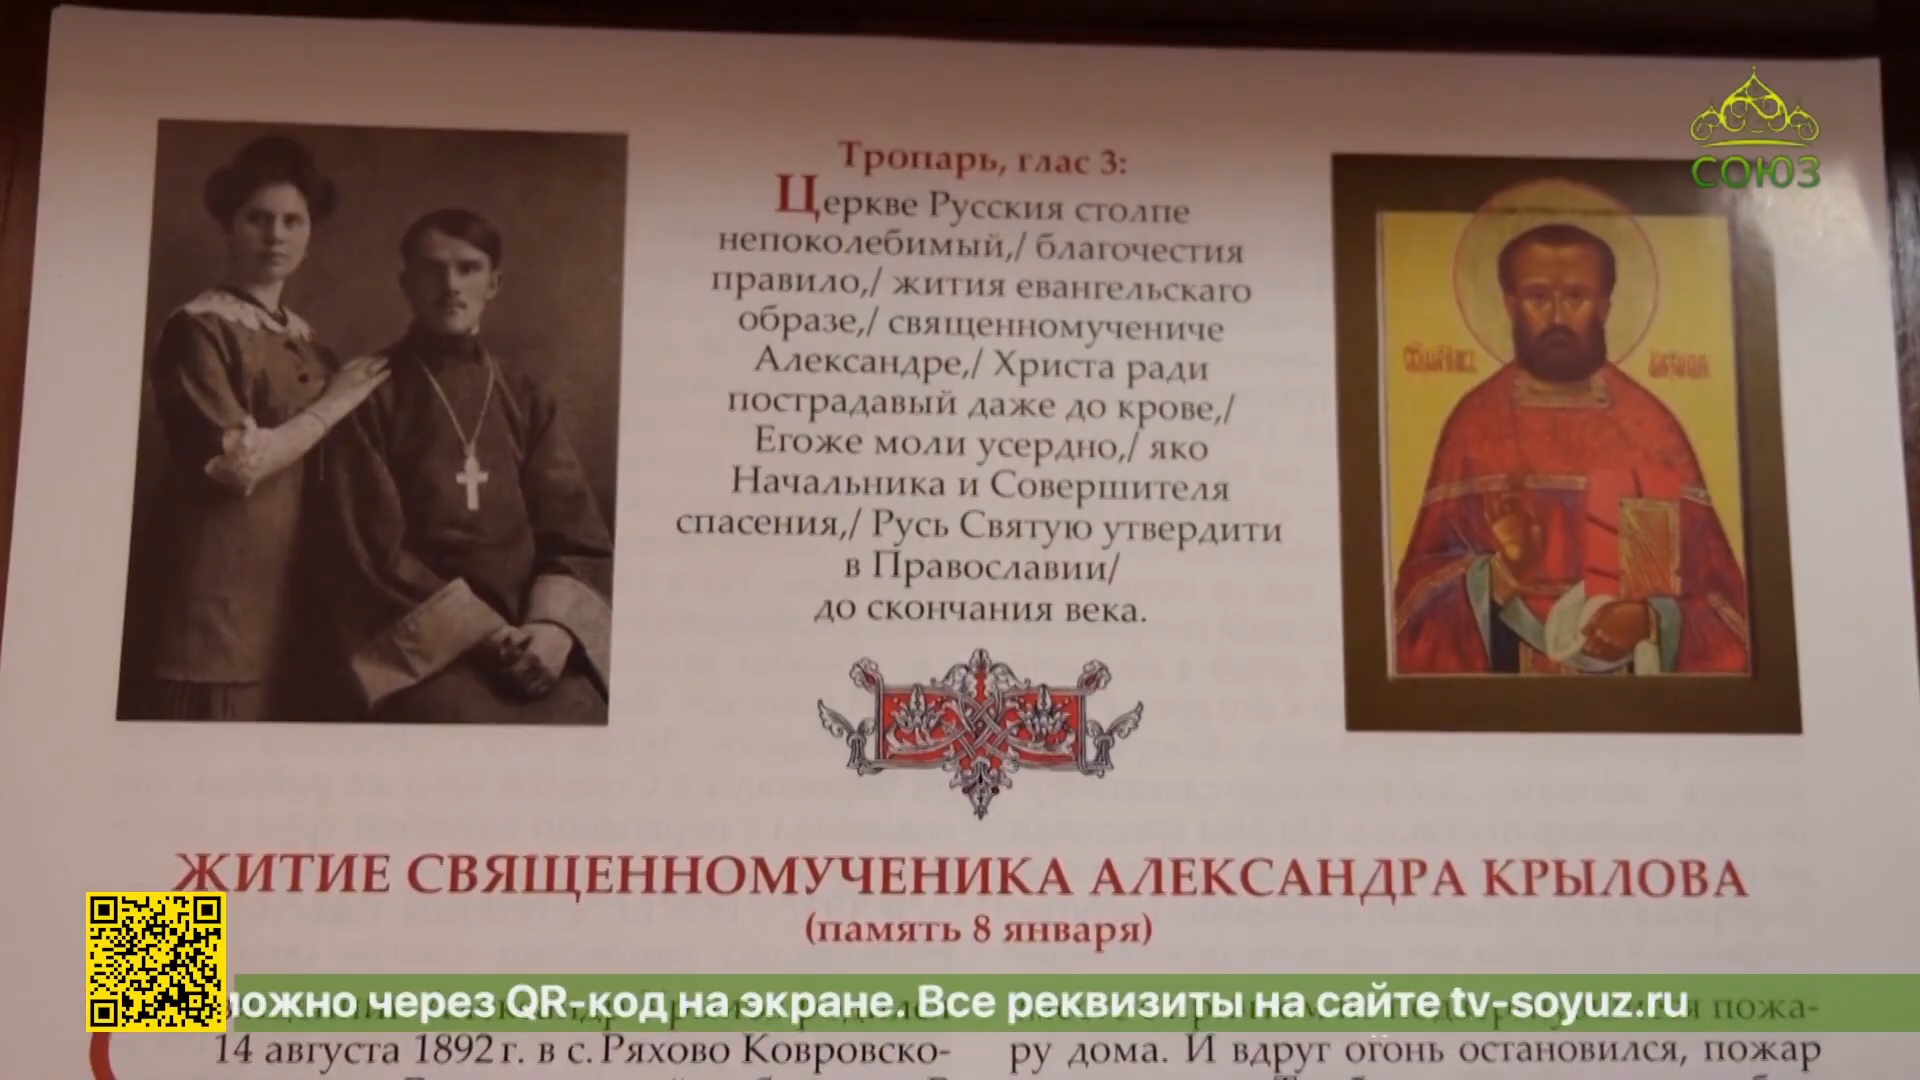 СОЮЗ
Тропарь, глас 3:
Церкве Русския столпе
непоколебимый,/ благочестия
правило,/ жития евангельскаго
образе,/ священномучениче
Александре,/ Христа ради
пострадавый даже до крове,/
Егоже моли усердно,/ яко
Начальника и Совершителя
спасения,/ Русь Святую утвердити
в Православии/
до скончания века.
ЖИТИЕ СВЯЩЕННОМУЧЕНИКА АЛЕКСАНДРА КРЫЛОВА
(память 8 января)
можно через QR-код на экране. Все реквизиты на сайте tv-soyuz.ru
14 августа 1892 г. в с. Ряхово Ковровско-
пожа-
ру дома. И вдруг огонь остановился, пожар